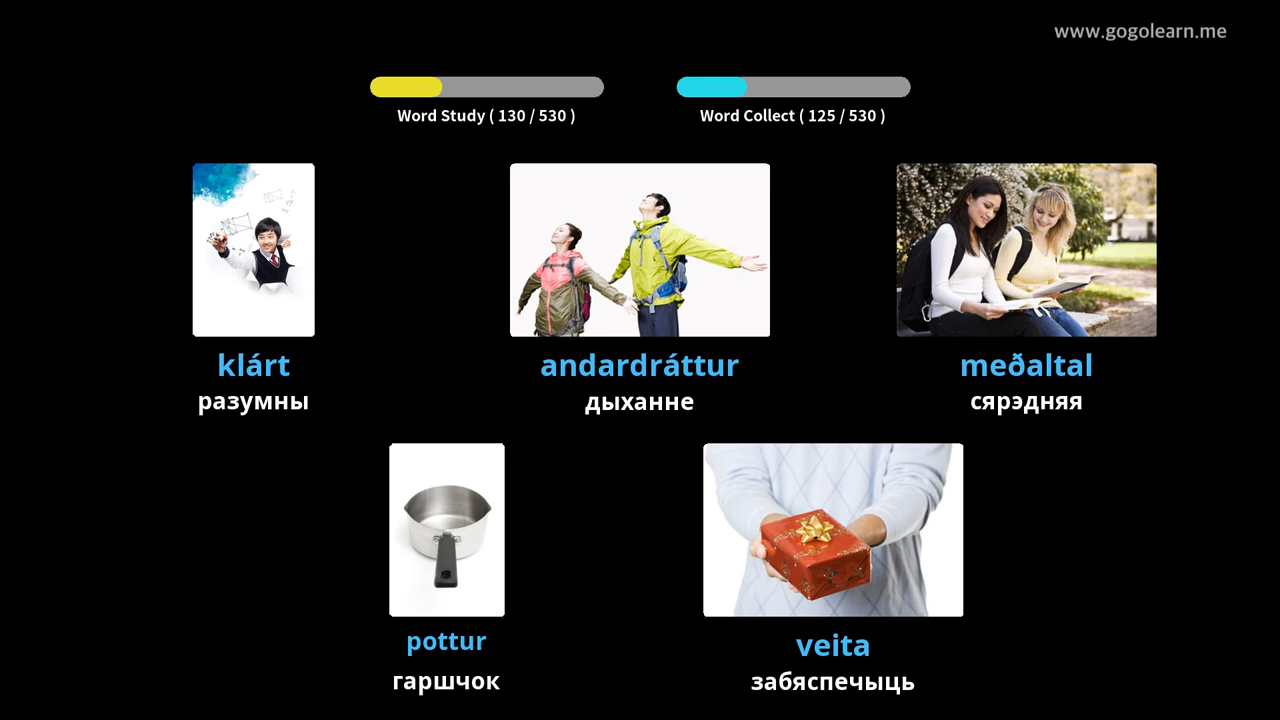 www.gogolearn.me
Word Study ( 130 / 530 )
Word Collect ( 125 / 530 )
klárt
разумны
andardráttur
дыханне
meðaltal
сярэдняя
pottur
гаршчок
veita
забяспечыць